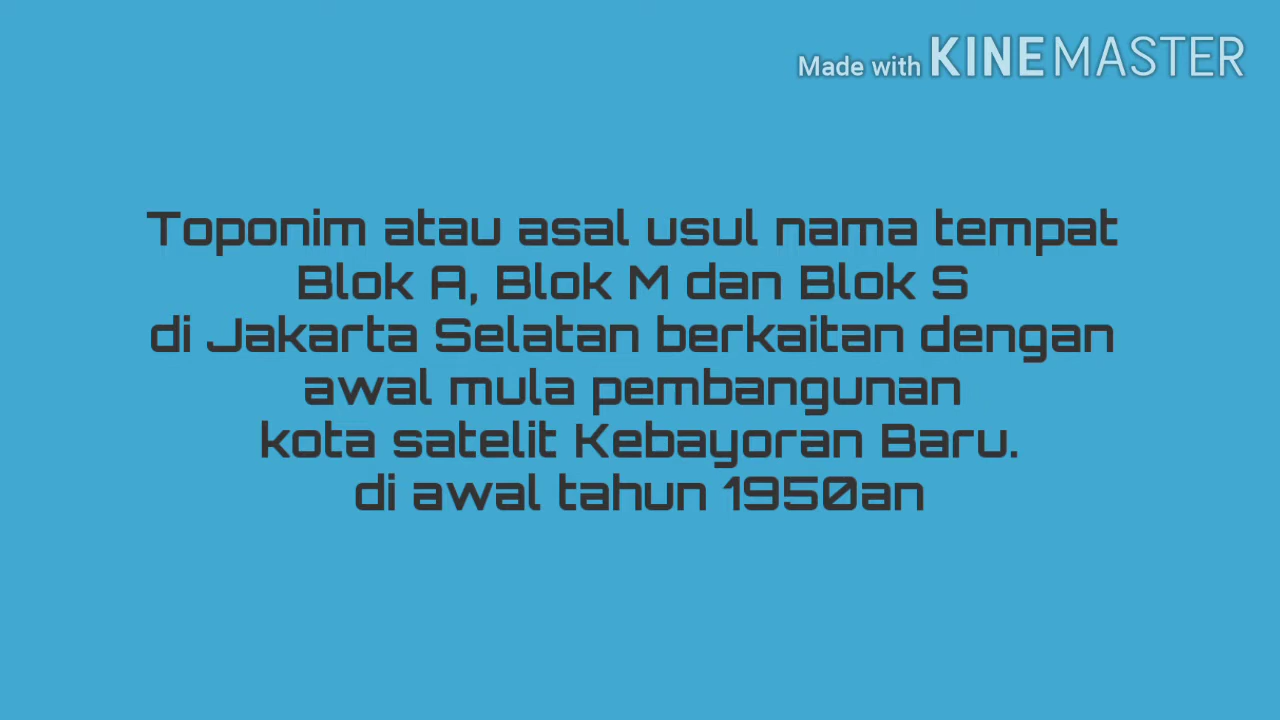 Made with KINEMASTER
Toponim atau asal usul nama tempat
Blok A, Blok M dan Blok S
di Jakarta Selatan berkaitan dengan
awal mula pembangunan
kota satelit Kebayoran Baru.
di awal tahun 1950an